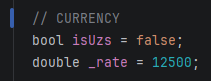 // CURRENCY
bool isUzs = false;
double _rate = 12500;